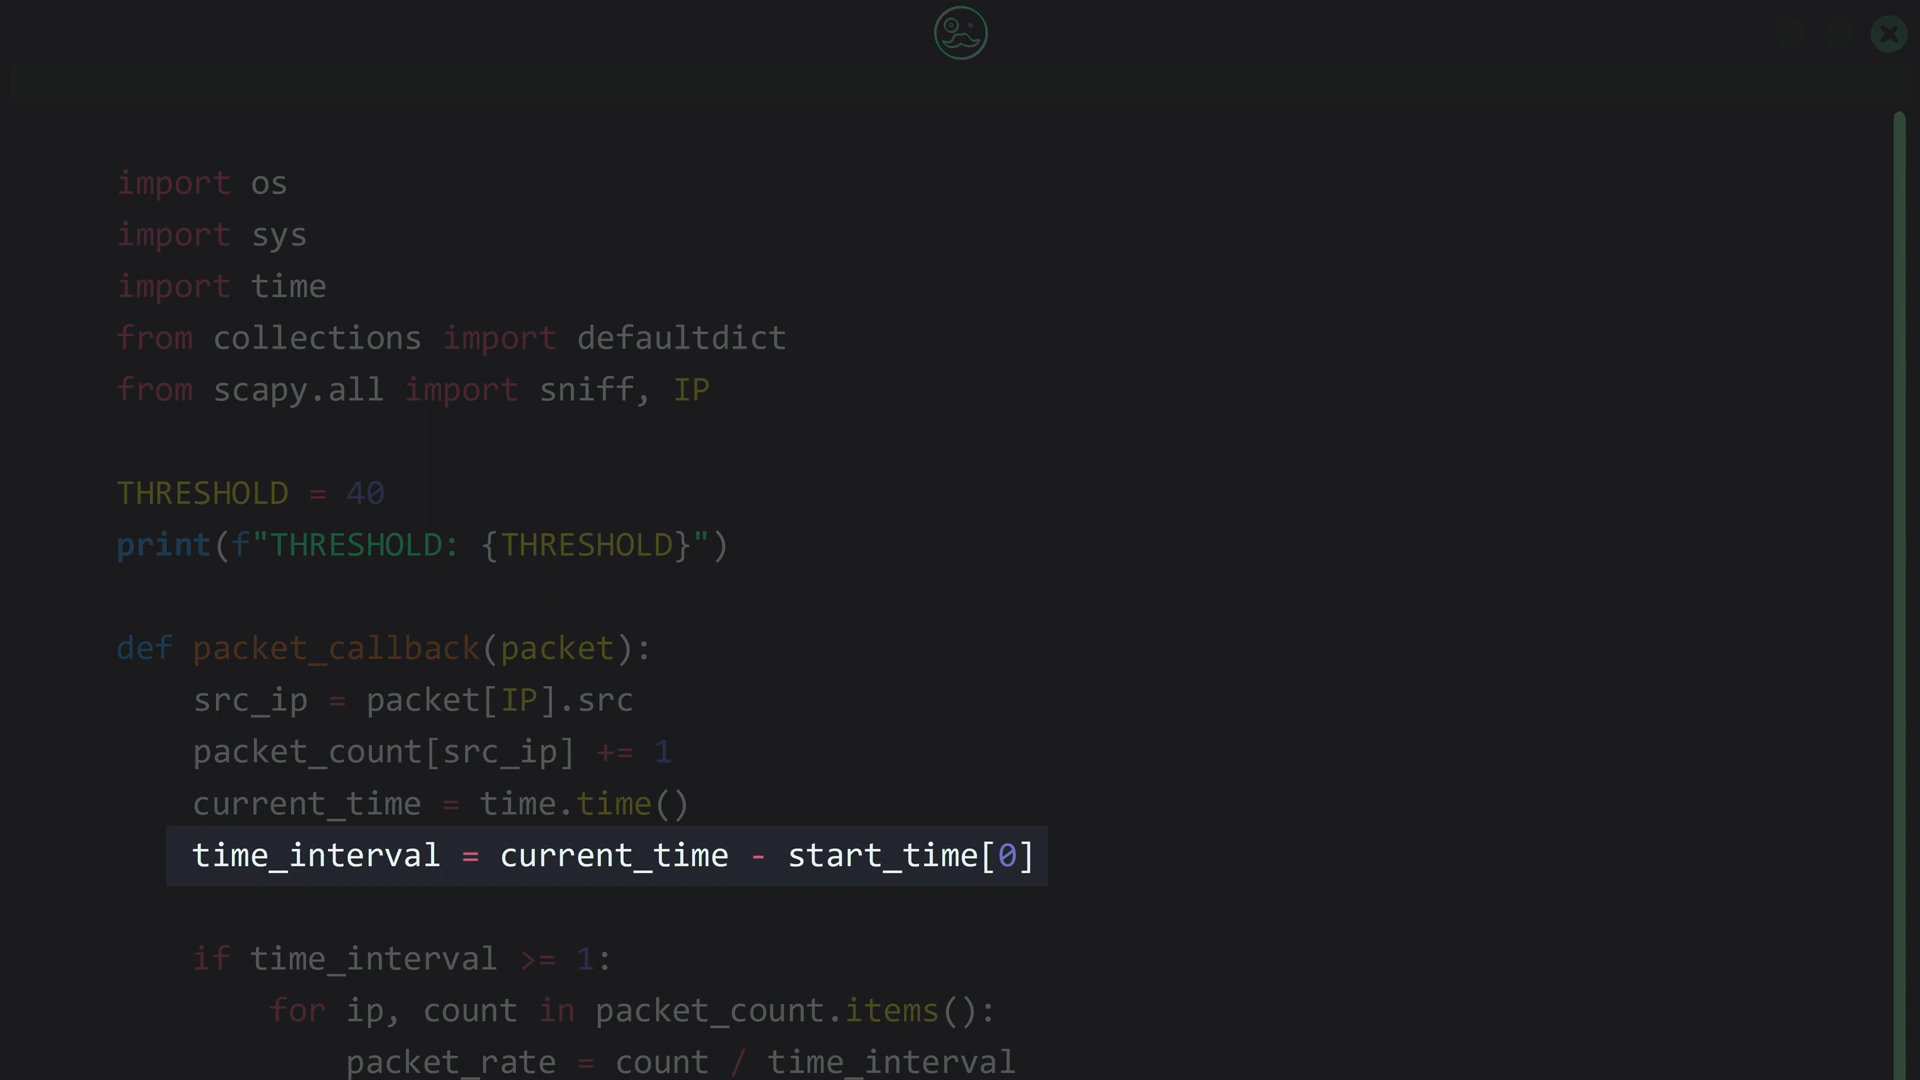 import os
import sys
import time
from collections import defaultdict
from scapy.all import sniff, IP
THRESHOLD = 40
print(f"THRESHOLD: {THRESHOLD}")
def packet_callback(packet):
src_ip = packet[IP].src
packet_count[src_ip] += 1
current_time = time.time()
time_interval = current_time - start_time[0]
if time_interval >= 1:
for ip, count in packet_count.items():
packet_rate = count / time_interval